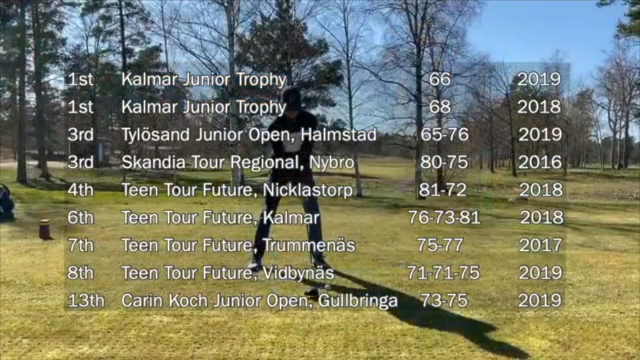 1st Kalmar Junior Trophy 66 2019
1st Kalmar Junior Trophy 68 2018
3rd Tylösand Junior Open, Halmstad 65-76 2019
3rd Skandia Tour Regional, Nybro 80-75 2016
4th Teen Tour Future, Nicklastorp 81-72 2018
6th Teen Tour Future, Kalmar 76-73-81 2018
7th Teen Tour Future, Trummenäs 75-77 2017
8th Teen Tour Future, Vidbynäs 71-71-75 2019
13th Carin Koch Junior Open, Gullbringa 73-75 2019